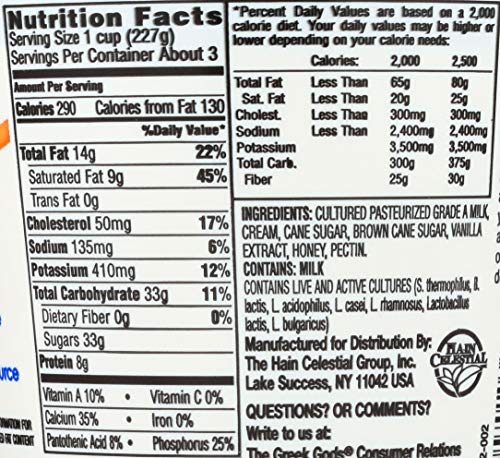 Nutrition Facts
Serving Size 1 cup (227g)
Servings Per Container About 3
Amount Per Serving
Calories 290 Calories from Fat 130
%Daily Value*
Total Fat 14g 22%
Saturated Fat 9g 45%
Trans Fat 0g
Cholesterol 50mg 17%
Sodium 135mg 6%
Potassium 410mg 12%
Total Carbohydrate 33g 11%
Dietary Fiber 0g 0%
Sugars 33g
Protein 8g
Vitamin A 10% • Vitamin C 0%
Calcium 35% • Iron 0%
Pantothenic Acid 8% • Phosphorus 25%
*Percent Daily Values are based on a 2,000
calorie diet. Your daily values may be higher or
lower depending on your calorie needs:
Calories: 2,000 2,500
Total Fat Less Than 65g 80g
Sat. Fat Less Than 20g 25g
Cholest. Less Than 300mg 300mg
Sodium Less Than 2,400mg 2,400mg
Potassium 3,500mg 3,500mg
Total Carb. 300g 375g
Fiber 25g 30g
INGREDIENTS: CULTURED PASTEURIZED GRADE A MILK,
CREAM, CANE SUGAR, BROWN CANE SUGAR, VANILLA
EXTRACT, HONEY, PECTIN.
CONTAINS: MILK
CONTAINS LIVE AND ACTIVE CULTURES (S. thermophilus, B.
lactis, L. acidophilus, L. casei, L. rhamnosus, Lactobacillus
lactis, L. bulgaricus)
Manufactured for Distribution By:
The Hain Celestial Group, Inc.
Lake Success, NY 11042 USA
HAIN
CELESTIAL
QUESTIONS? OR COMMENTS?
Write to us at:
The Greek Gods® Consumer Relations
FAT CONTENT
2-002